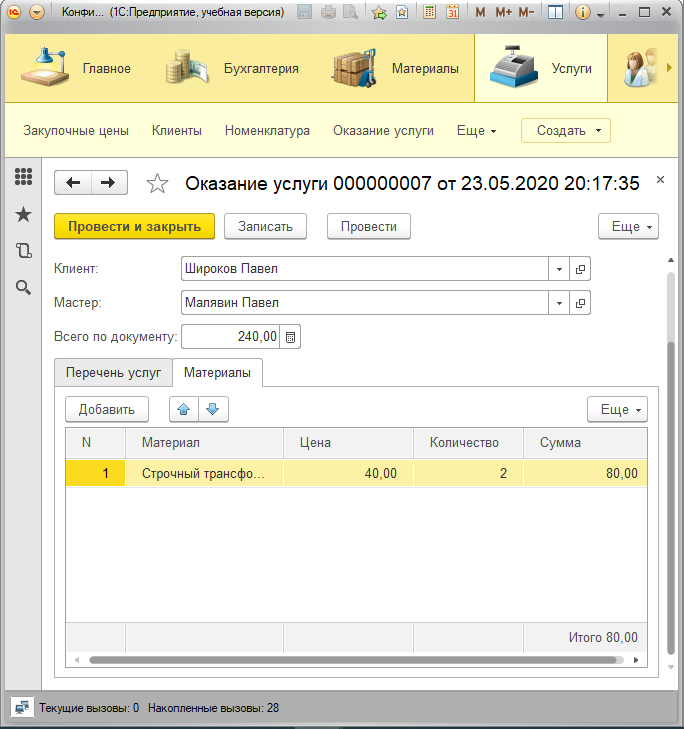 Конфи... (1С:Предприятие, учебная версия) M M+ M-
Главное Бухгалтерия Материалы Услуги
Закупочные цены Клиенты Номенклатура Оказание услуги Еще Создать
Оказание услуги 000000007 от 23.05.2020 20:17:35
Провести и закрыть Записать Провести Еще
Клиент: Широков Павел
Мастер: Малявин Павел
Всего по документу: 240,00
Перечень услуг Материалы
Добавить Еще
N Материал Цена Количество Сумма
1 Строчный трансфо... 40,00 2 80,00
Итого 80,00
Текущие вызовы: 0 Накопленные вызовы: 28